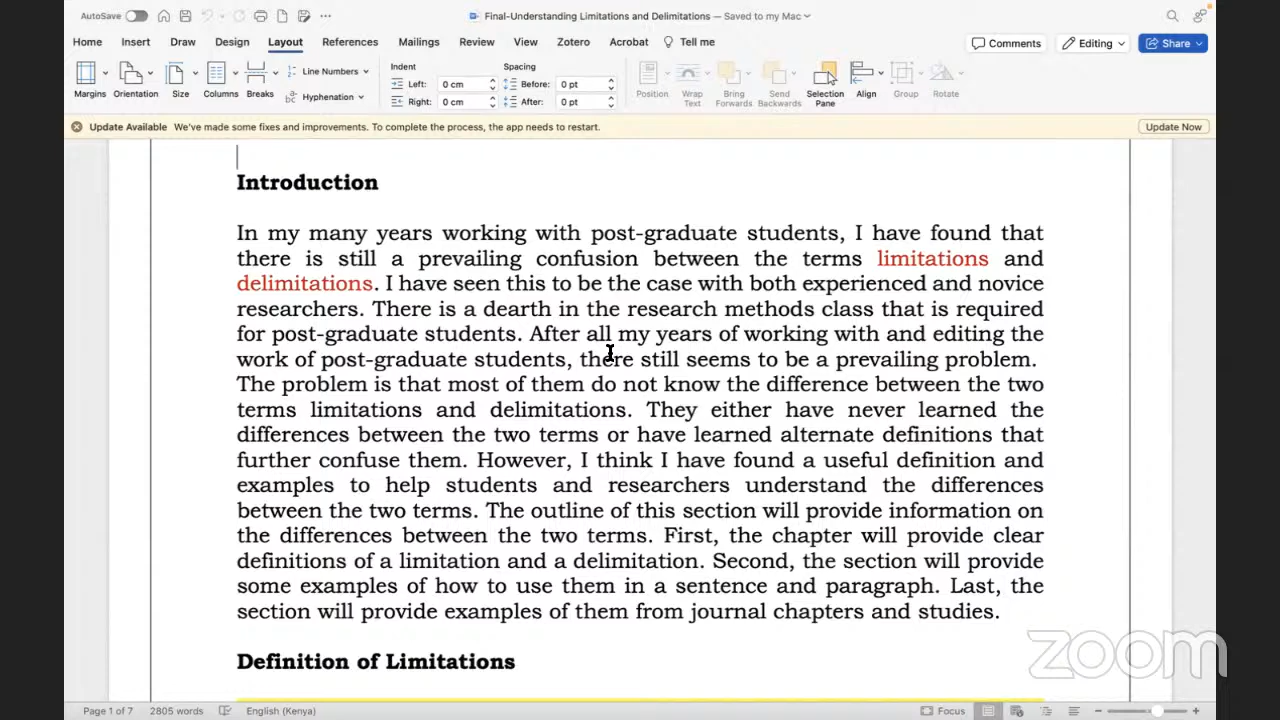 AutoSave
Final-Understanding Limitations and Delimitations — Saved to my Mac
Home Insert Draw Design Layout References Mailings Review View Zotero Acrobat Tell me Comments Editing Share
Margins Orientation Size Columns Breaks
Line Numbers
Hyphenation
Indent
Left: 0 cm
Right: 0 cm
Spacing
Before: 0 pt
After: 0 pt
Position Wrap Text Bring Forwards Send Backwards Selection Pane Align Group Rotate
Update Available We've made some fixes and improvements. To complete the process, the app needs to restart. Update Now
Introduction
In my many years working with post-graduate students, I have found that
there is still a prevailing confusion between the terms limitations and
delimitations. I have seen this to be the case with both experienced and novice
researchers. There is a dearth in the research methods class that is required
for post-graduate students. After all my years of working with and editing the
work of post-graduate students, there still seems to be a prevailing problem.
The problem is that most of them do not know the difference between the two
terms limitations and delimitations. They either have never learned the
differences between the two terms or have learned alternate definitions that
further confuse them. However, I think I have found a useful definition and
examples to help students and researchers understand the differences
between the two terms. The outline of this section will provide information on
the differences between the two terms. First, the chapter will provide clear
definitions of a limitation and a delimitation. Second, the section will provide
some examples of how to use them in a sentence and paragraph. Last, the
section will provide examples of them from journal chapters and studies.
Definition of Limitations
zoom
Page 1 of 7 2805 words English (Kenya) Focus